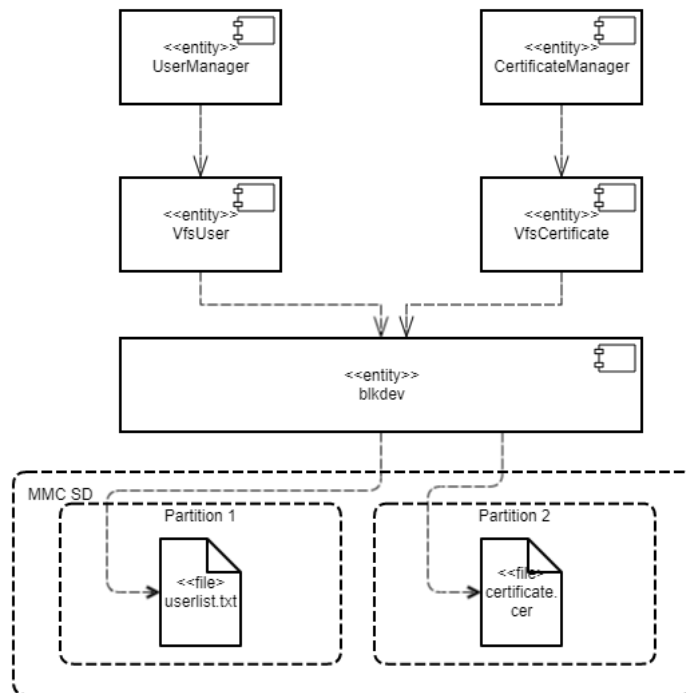 <<entity>>
UserManager
<<entity>>
CertificateManager
<<entity>>
VfsUser
<<entity>>
VfsCertificate
<<entity>>
blkdev
MMC SD
Partition 1
Partition 2
<<file>
userlist.txt
<<file>
certificate.
cer